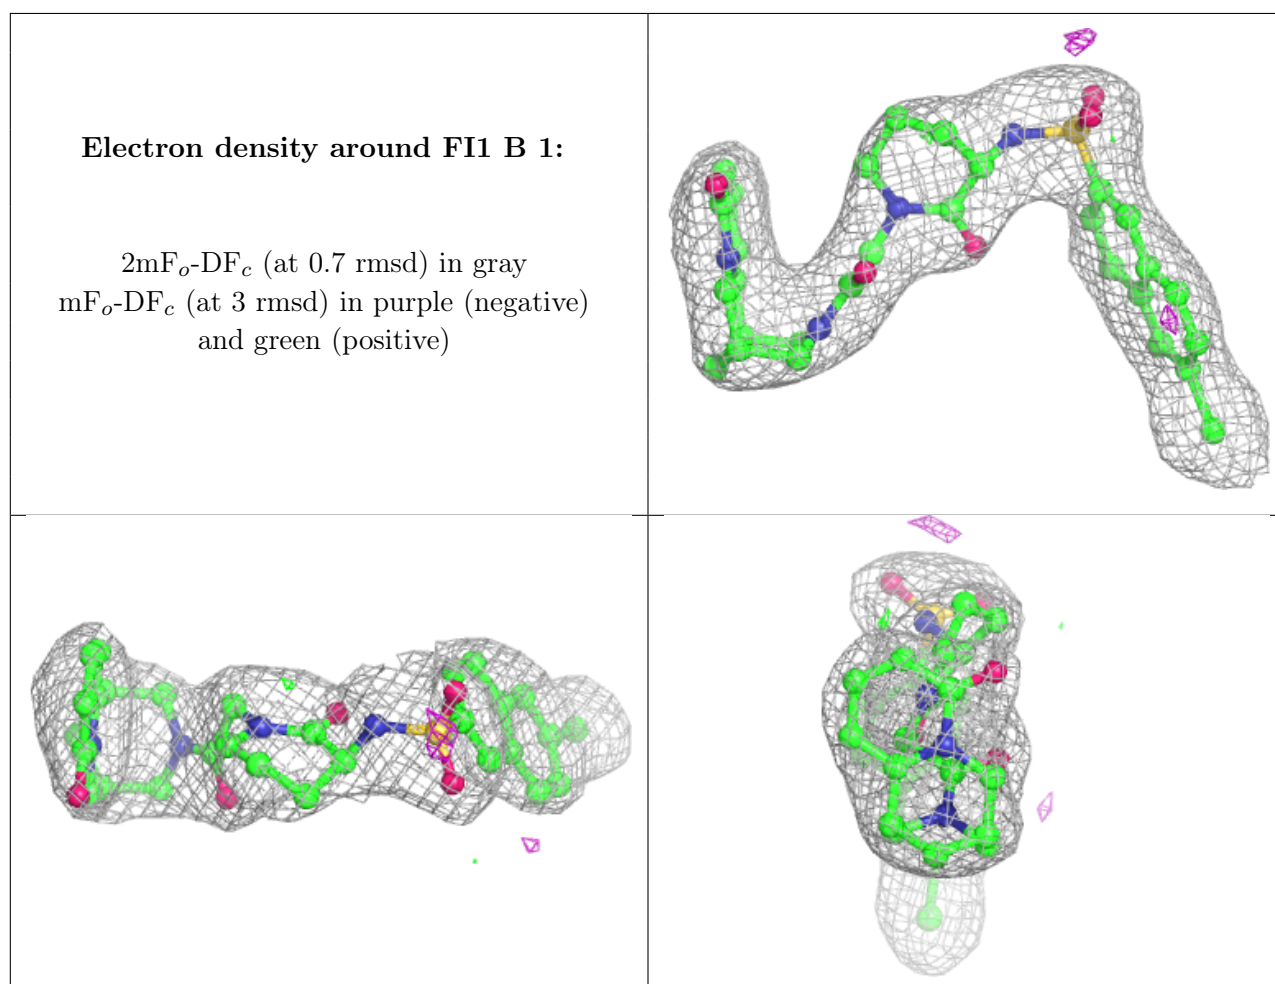 Electron density around FI1 B 1:
2mFo-DFc (at 0.7 rmsd) in gray
mFo-DFc (at 3 rmsd) in purple (negative)
and green (positive)